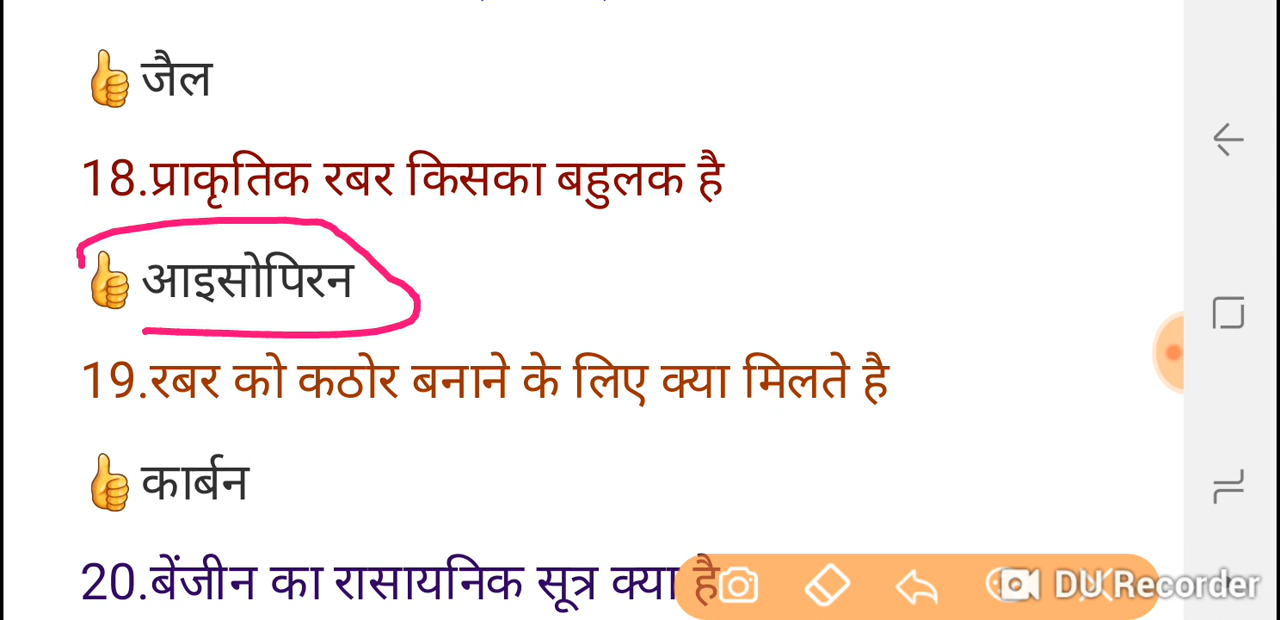 👍जैल
18.प्राकृतिक रबर किसका बहुलक है
👍आइसोपिरन
19.रबर को कठोर बनाने के लिए क्या मिलते है
👍कार्बन
20.बेंजीन का रासायनिक सूत्र क्या है
DU Recorder